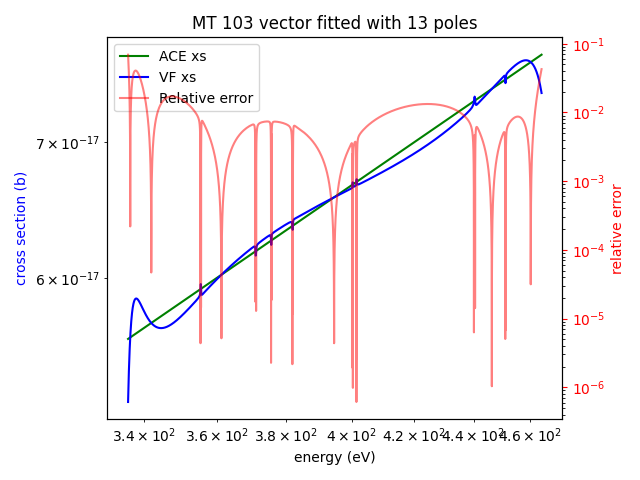 MT 103 vector fitted with 13 poles
ACE xs
VF xs
Relative error
cross section (b)
7 × 10⁻¹⁷
6 × 10⁻¹⁷
10⁻¹
10⁻²
10⁻³
10⁻⁴
10⁻⁵
10⁻⁶
relative error
3.4 × 10² 3.6 × 10² 3.8 × 10² 4 × 10² 4.2 × 10² 4.4 × 10² 4.6 × 10²
energy (eV)